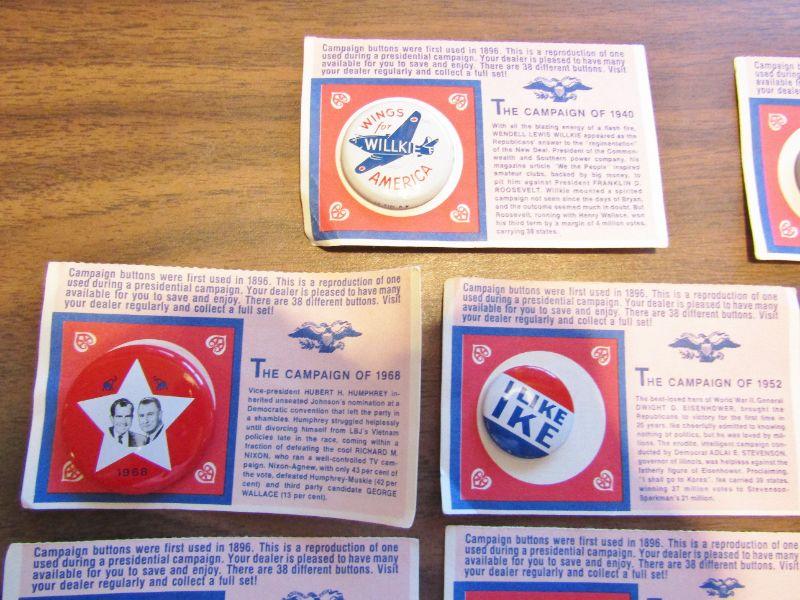 Campaign buttons were first used in 1896. This is a reproduction of one
used during a presidential campaign. Your dealer is pleased to have many
available for you to save and enjoy. There are 38 different buttons. Visit
your dealer regularly and collect a full set!
WINGS
for
WILLKIE
AMERICA
THE CAMPAIGN OF 1940
With all the blazing energy of a flash fire,
WENDELL LEWIS WILLKIE appeared as the
Republicans' answer to the "regimentation"
of the New Deal. President of the Common-
wealth and Southern power company, his
magazine article "We the People" inspired
amateur clubs, backed by big money, to
pit him against President FRANKLIN D.
ROOSEVELT. Willkie mounted a spirited
campaign not seen since the days of Bryan,
and the outcome seemed much in doubt. But
Roosevelt, running with Henry Wallace, won
his third term by a margin of 4 million votes,
carrying 38 states.
Campaign b
used during
available for y
your deale
Campaign buttons were first used in 1896. This is a reproduction of one
used during a presidential campaign. Your dealer is pleased to have many
available for you to save and enjoy. There are 38 different buttons. Visit
your dealer regularly and collect a full set!
1968
THE CAMPAIGN OF 1968
Vice-president HUBERT H. HUMPHREY in-
herited unseated Johnson's nomination at a
Democratic convention that left the party in
a shambles. Humphrey struggled helplessly
until divorcing himself from LBJ's Vietnam
policies late in the race, coming within a
fraction of defeating the cool RICHARD M.
NIXON, who ran a well-controlled TV cam-
paign. Nixon-Agnew, with only 43 per cent of
the vote, defeated Humphrey-Muskie (42 per
cent) and third party candidate GEORGE
WALLACE (13 per cent).
Campaign buttons were first used in 1896. This is a reproduction of one
used during a presidential campaign. Your dealer is pleased to have many
available for you to save and enjoy. There are 38 different buttons. Visit
your dealer regularly and collect a full set!
I LIKE
IKE
THE CAMPAIGN OF 1952
The best-loved hero of World War II, General
DWIGHT D. EISENHOWER, brought the
Republicans to victory for the first time in
20 years. Ike cheerfully admitted to knowing
nothing of politics, but he was loved by mil-
lions. The erudite, intelligent campaign con-
ducted by Democrat ADLAI E. STEVENSON,
governor of Illinois, was helpless against the
fatherly figure of Eisenhower. Proclaiming,
"I shall go to Korea", Ike carried 39 states,
winning 37 million votes to Stevenson-
Sparkman's 21 million.
Campaign buttons were first used in 1896. This is a reproduction of one
used during a presidential campaign. Your dealer is pleased to have many
available for you to save and enjoy. There are 38 different buttons. Visit
your dealer regularly and collect a full set!
Campaign buttons were first used in 1896. This is a reproduction
used during a presidential campaign. Your dealer is pleased to have
available for you to save and enjoy. There are 38 different buttons.
your dealer regularly and collect a full set!